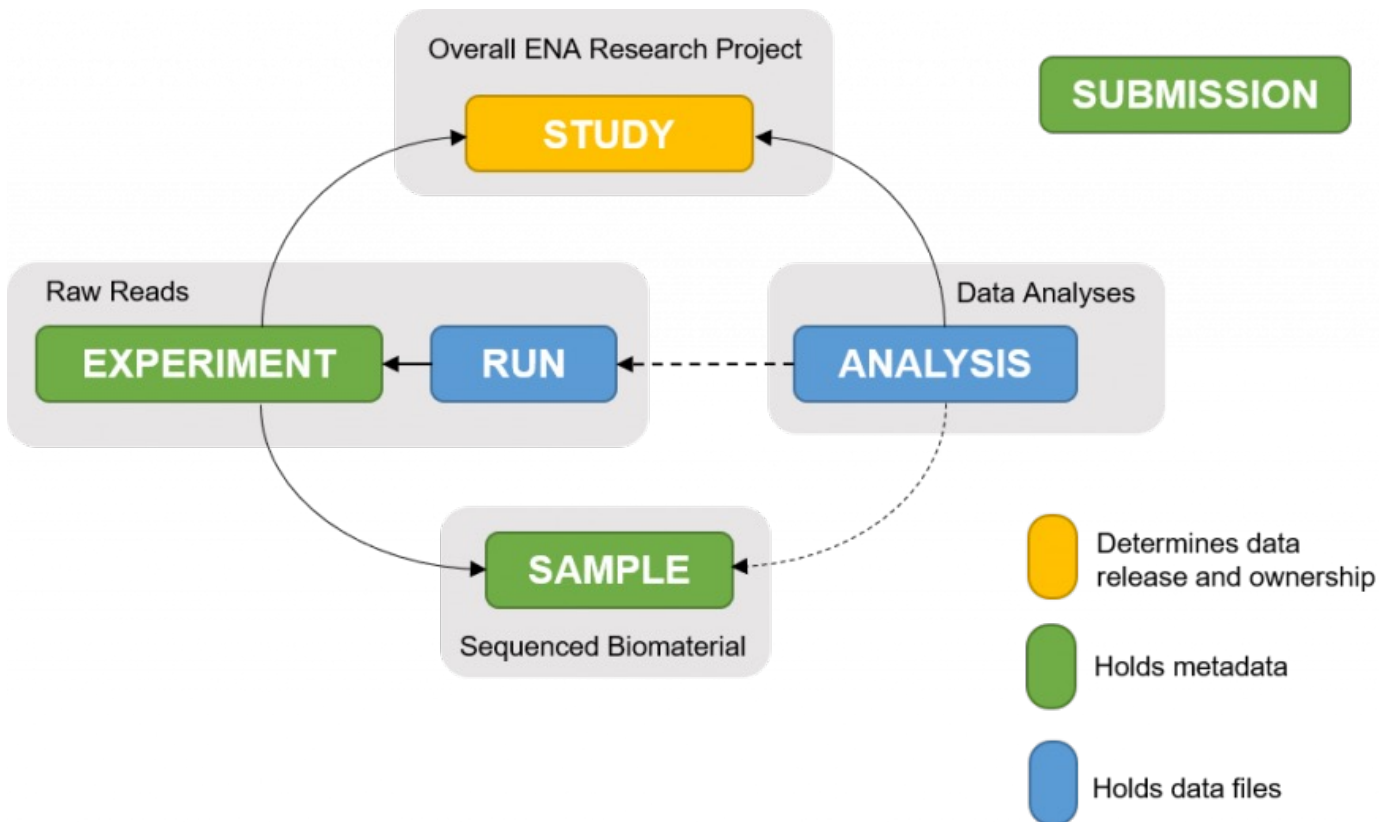 Overall ENA Research Project
STUDY
SUBMISSION
Raw Reads
EXPERIMENT
RUN
Data Analyses
ANALYSIS
SAMPLE
Sequenced Biomaterial
Determines data
release and ownership
Holds metadata
Holds data files